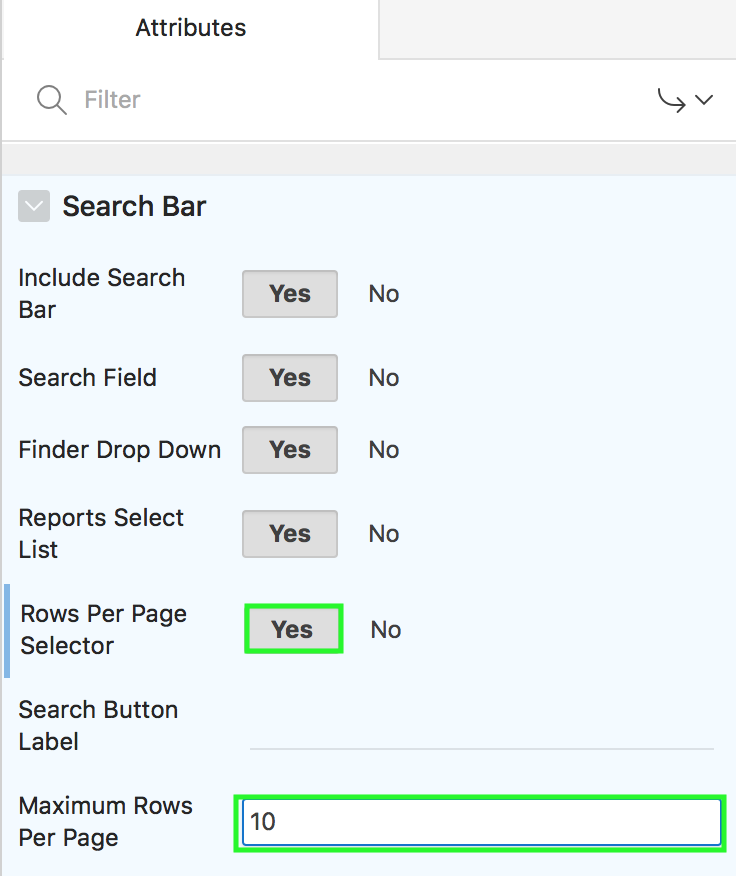 Attributes
Filter
Search Bar
Include Search
Bar
Yes No
Search Field Yes No
Finder Drop Down Yes No
Reports Select
List
Yes No
Rows Per Page
Selector
Yes No
Search Button
Label
Maximum Rows
Per Page
10